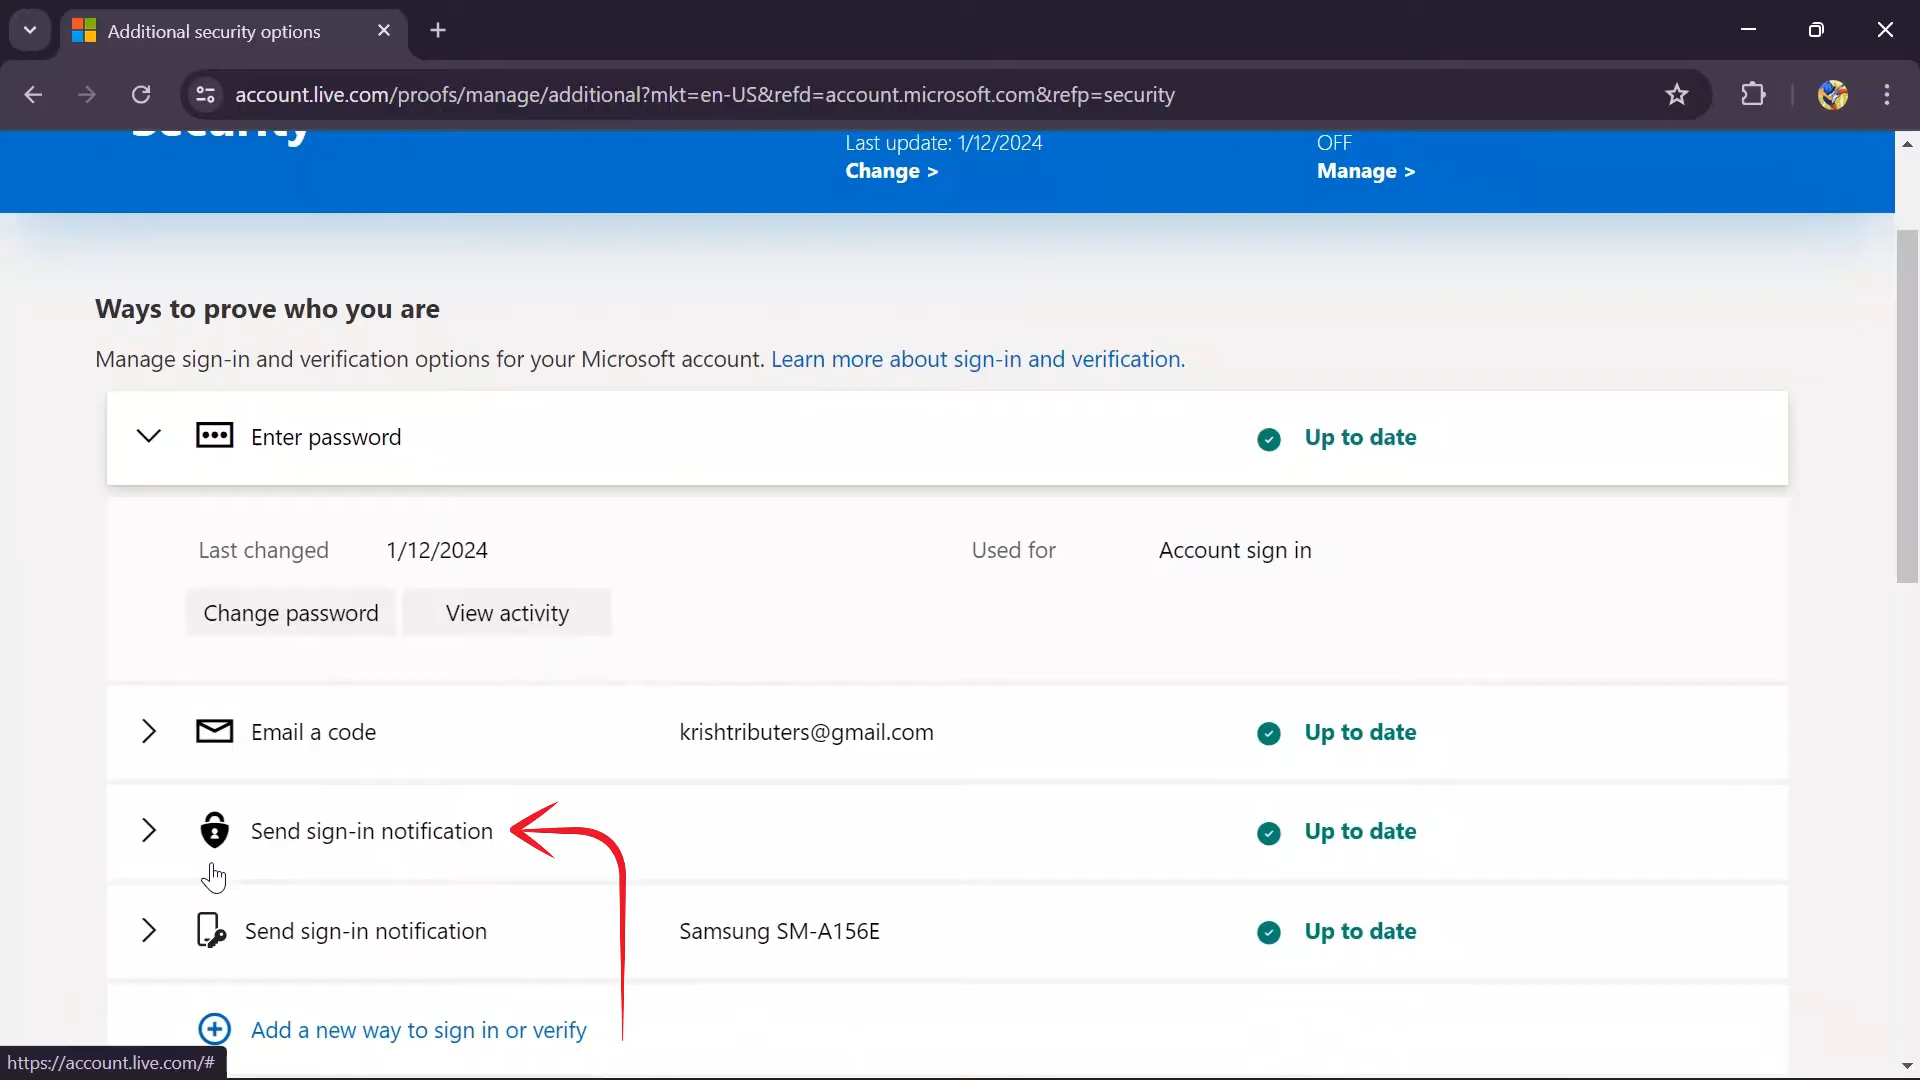 Additional security options
account.live.com/proofs/manage/additional?mkt=en-US&refd=account.microsoft.com&refp=security
Security
Last update: 1/12/2024
OFF
Change >
Manage >
Ways to prove who you are
Manage sign-in and verification options for your Microsoft account. Learn more about sign-in and verification.
Enter password
Up to date
Last changed
1/12/2024
Used for
Account sign in
Change password
View activity
Email a code
krishtributers@gmail.com
Up to date
Send sign-in notification
Up to date
Send sign-in notification
Samsung SM-A156E
Up to date
Add a new way to sign in or verify
https://account.live.com/#